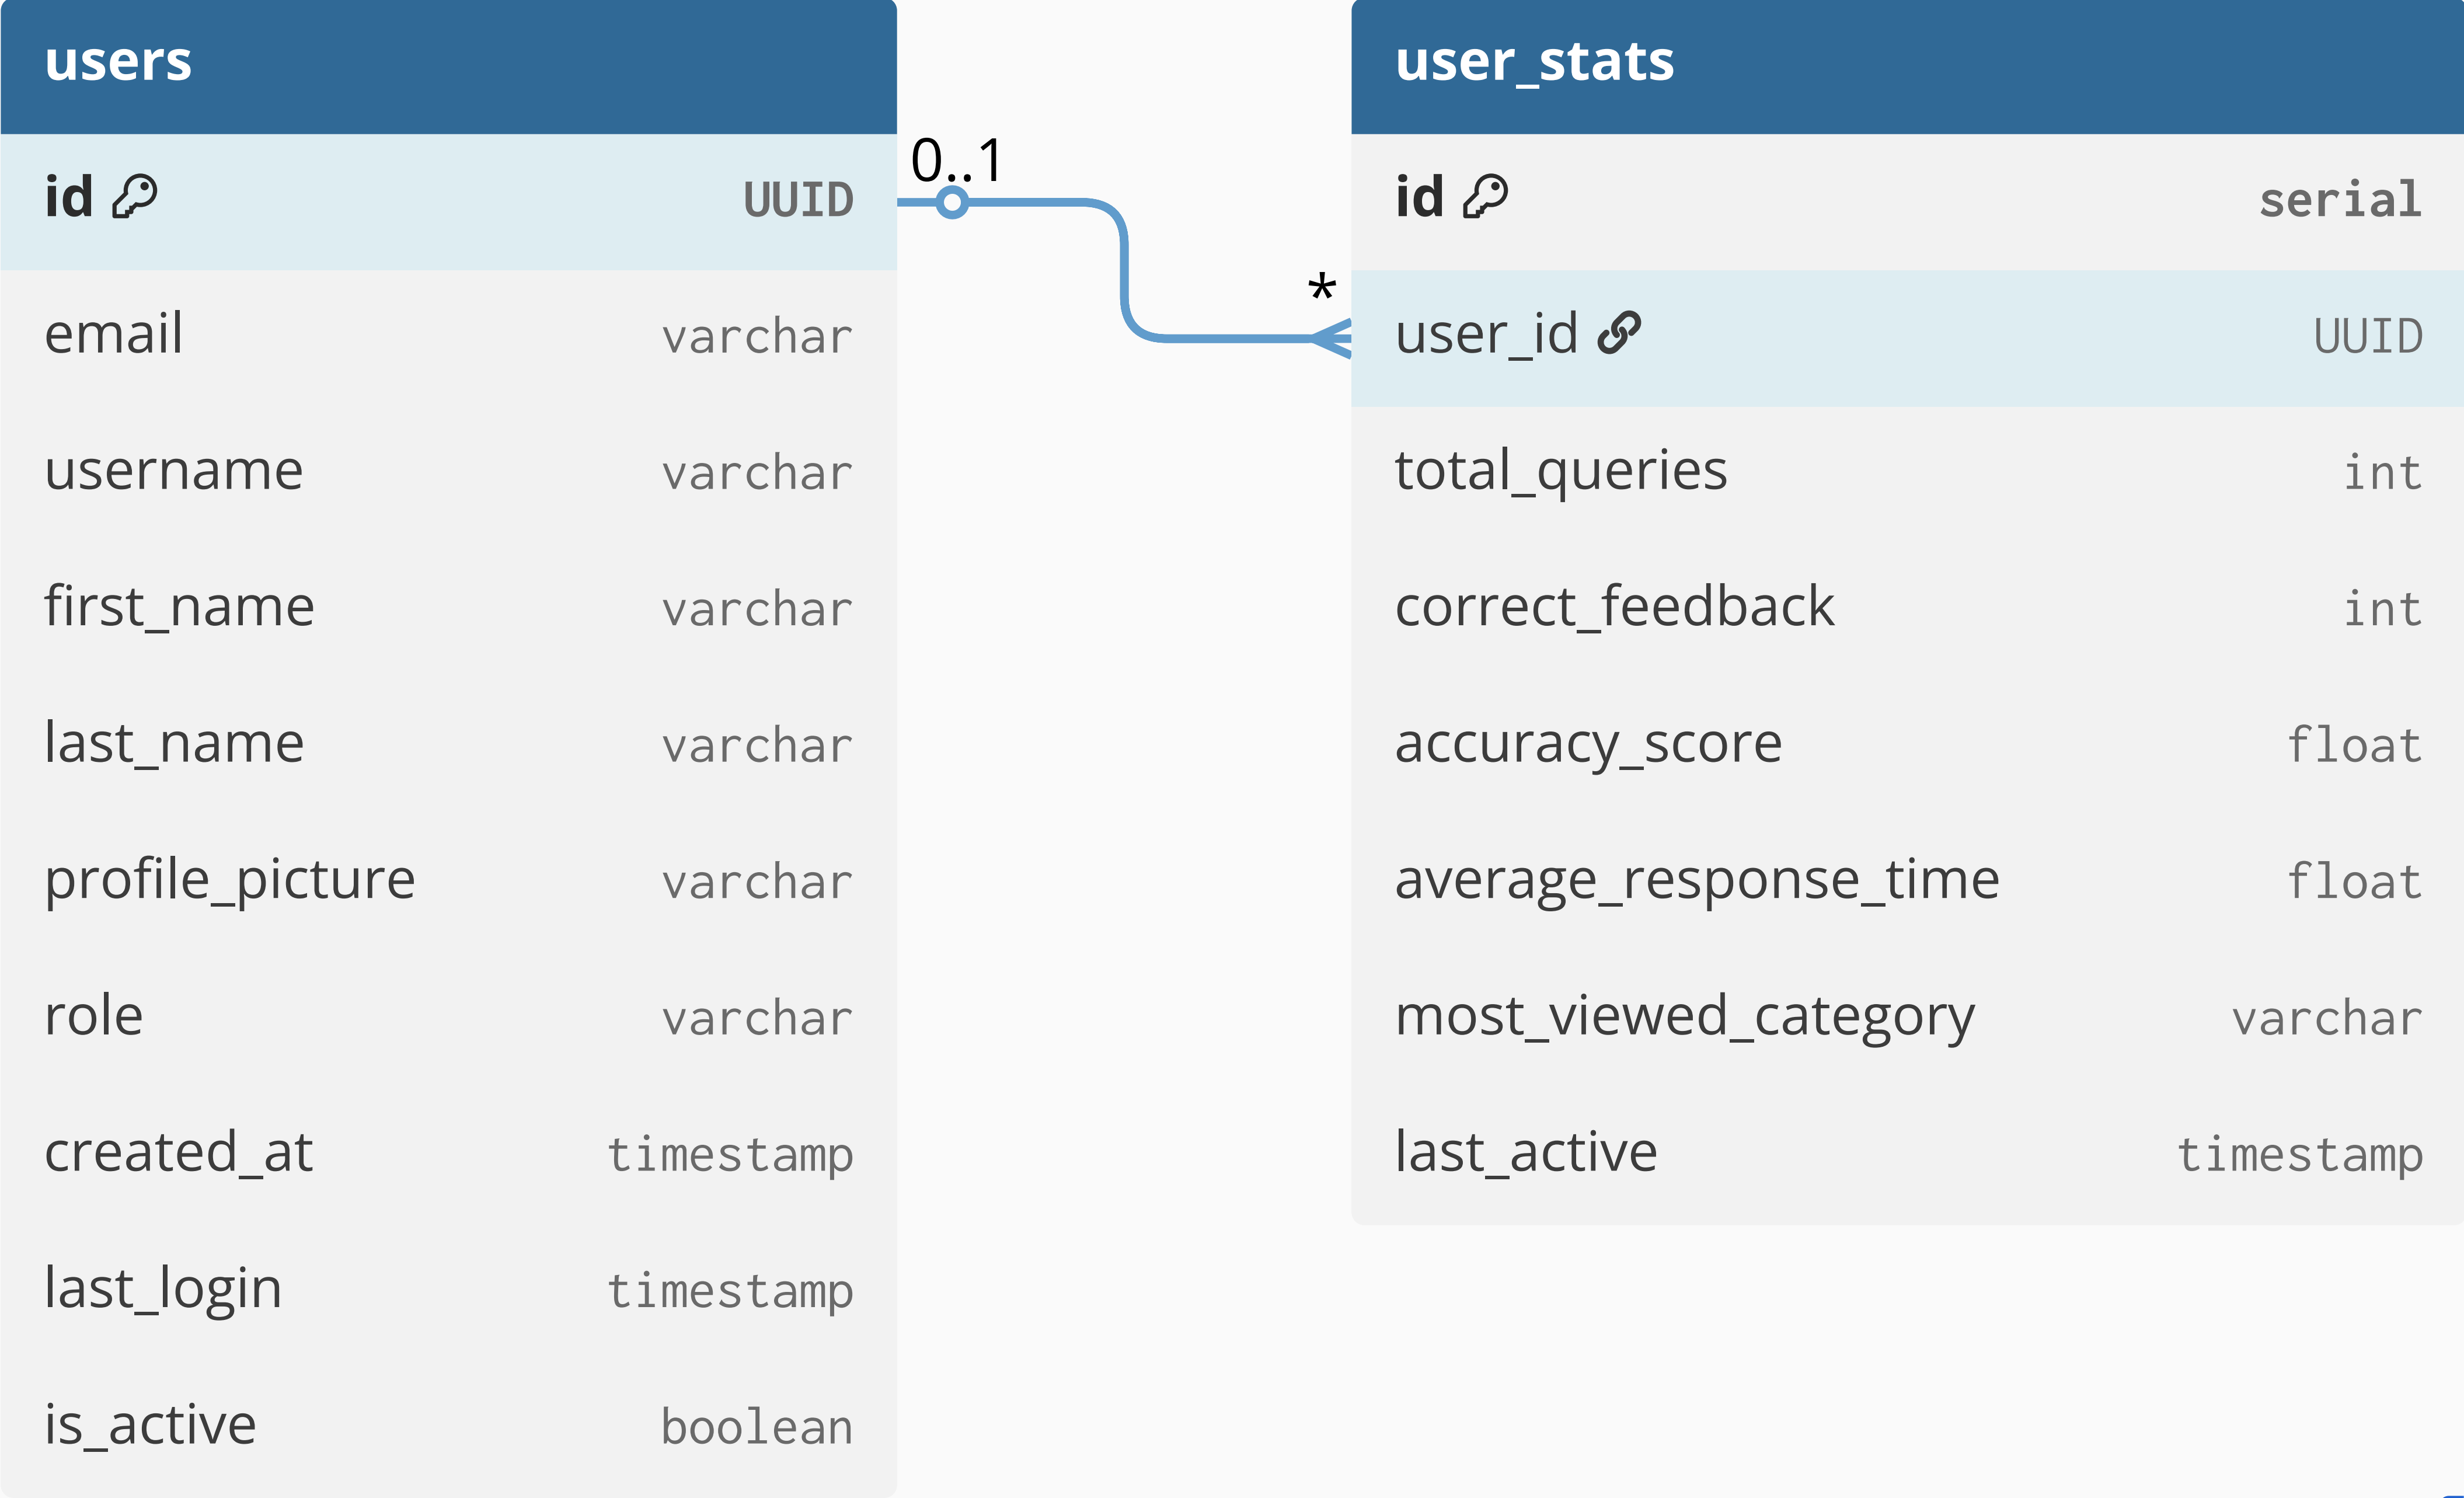 users
id UUID
email varchar
username varchar
first_name varchar
last_name varchar
profile_picture varchar
role varchar
created_at timestamp
last_login timestamp
is_active boolean
0..1
*
user_stats
id serial
user_id UUID
total_queries int
correct_feedback int
accuracy_score float
average_response_time float
most_viewed_category varchar
last_active timestamp